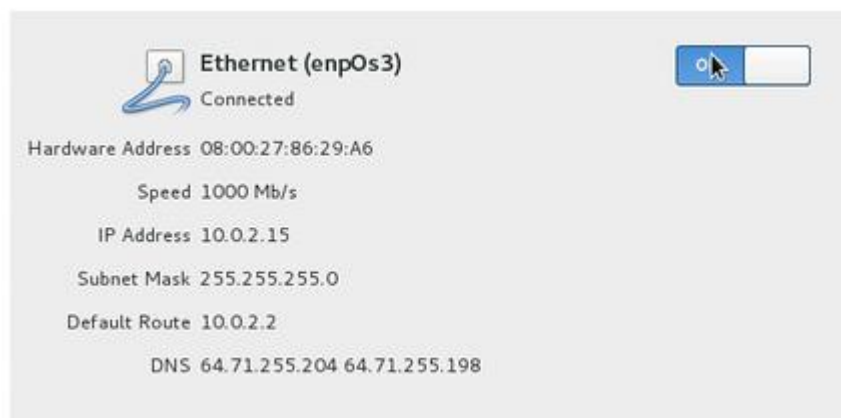 Ethernet (enp0s3)
Connected
Hardware Address 08:00:27:86:29:A6
Speed 1000 Mb/s
IP Address 10.0.2.15
Subnet Mask 255.255.255.0
Default Route 10.0.2.2
DNS 64.71.255.204 64.71.255.198